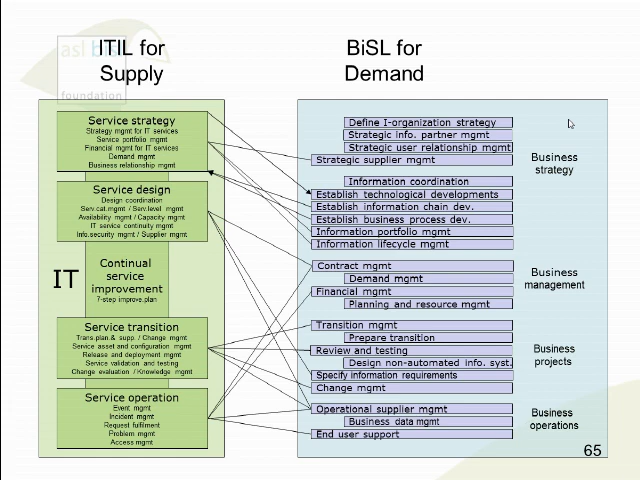 ITIL for
Supply
BiSL for
Demand
asl bisl
foundation
Service strategy
Strategy mgmt for IT services
Service portfolio mgmt
Financial mgmt for IT services
Demand mgmt
Business relationship mgmt
Service design
Design coordination
Serv.cat.mgmt / Serv.level mgmt
Availability mgmt / Capacity mgmt
IT service continuity mgmt
Info.security mgmt / Supplier mgmt
IT
Continual
service
improvement
7-step improve.plan
Service transition
Trans.plan.& supp. / Change mgmt
Service asset and configuration mgmt
Release and deployment mgmt
Service validation and testing
Change evaluation / Knowledge mgmt
Service operation
Event mgmt
Incident mgmt
Request fulfilment
Problem mgmt
Access mgmt
Define I-organization strategy
Strategic info. partner mgmt
Strategic user relationship mgmt
Strategic supplier mgmt
Business
strategy
Information coordination
Establish technological developments
Establish information chain dev.
Establish business process dev.
Information portfolio mgmt
Information lifecycle mgmt
Contract mgmt
Demand mgmt
Financial mgmt
Planning and resource mgmt
Business
management
Transition mgmt
Prepare transition
Review and testing
Design non-automated info. syst.
Specify information requirements
Change mgmt
Business
projects
Operational supplier mgmt
Business data mgmt
End user support
Business
operations
65